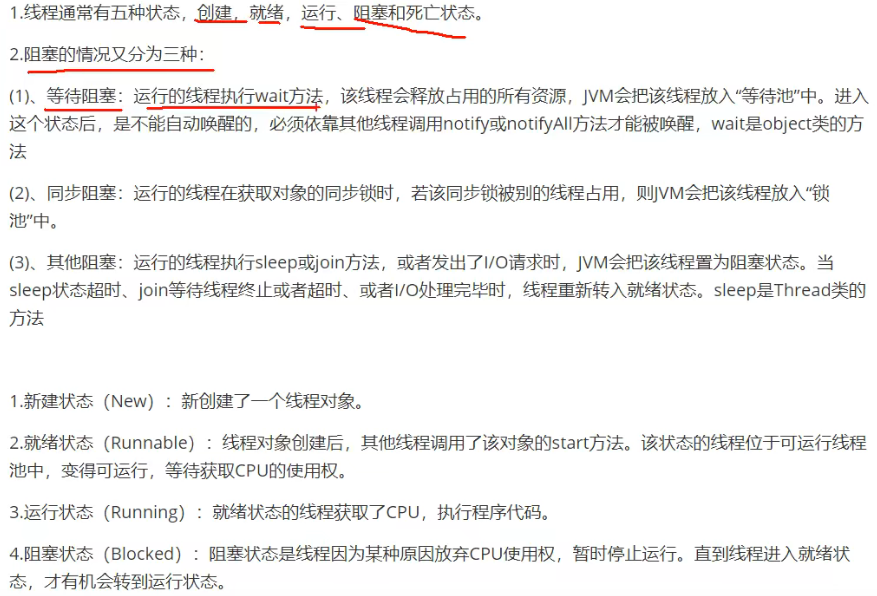 1.线程通常有五种状态，创建，就绪，运行、阻塞和死亡状态。
2.阻塞的情况又分为三种：
(1)、等待阻塞：运行的线程执行wait方法，该线程会释放占用的所有资源，JVM会把该线程放入“等待池”中。进入
这个状态后，是不能自动唤醒的，必须依靠其他线程调用notify或notifyAll方法才能被唤醒，wait是object类的方
法
(2)、同步阻塞：运行的线程在获取对象的同步锁时，若该同步锁被别的线程占用，则JVM会把该线程放入“锁
池”中。
(3)、其他阻塞：运行的线程执行sleep或join方法，或者发出了I/O请求时，JVM会把该线程置为阻塞状态。当
sleep状态超时、join等待线程终止或者超时、或者I/O处理完毕时，线程重新转入就绪状态。sleep是Thread类的
方法
1.新建状态（New）：新创建了一个线程对象。
2.就绪状态（Runnable）：线程对象创建后，其他线程调用了该对象的start方法。该状态的线程位于可运行线程
池中，变得可运行，等待获取CPU的使用权。
3.运行状态（Running）：就绪状态的线程获取了CPU，执行程序代码。
4.阻塞状态（Blocked）：阻塞状态是线程因为某种原因放弃CPU使用权，暂时停止运行。直到线程进入就绪状
态，才有机会转到运行状态。